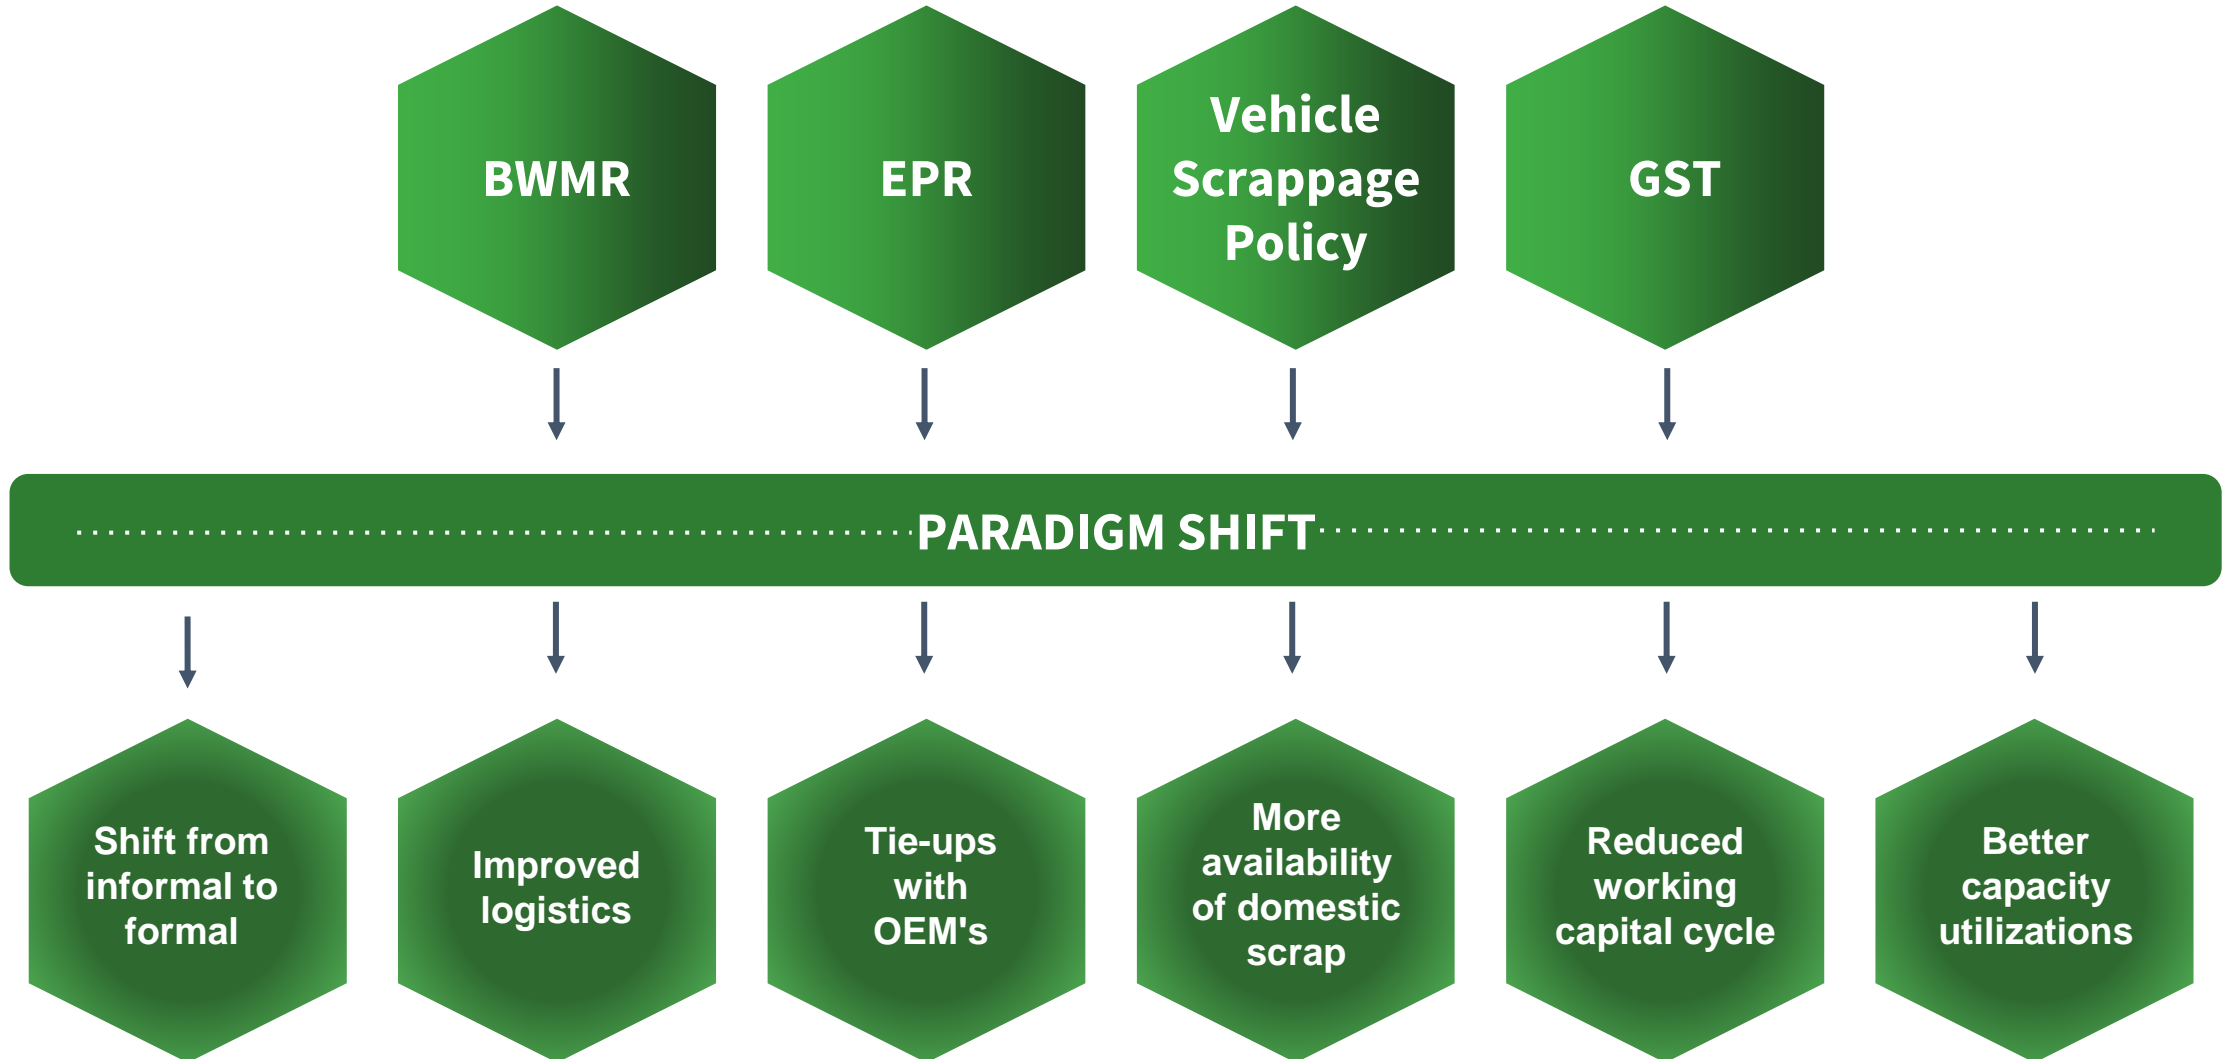 BWMR
EPR
Vehicle
Scrappage
Policy
GST
PARADIGM SHIFT
Shift from
informal to
formal
Improved
logistics
Tie-ups
with
OEM's
More
availability
of domestic
scrap
Reduced
working
capital cycle
Better
capacity
utilizations